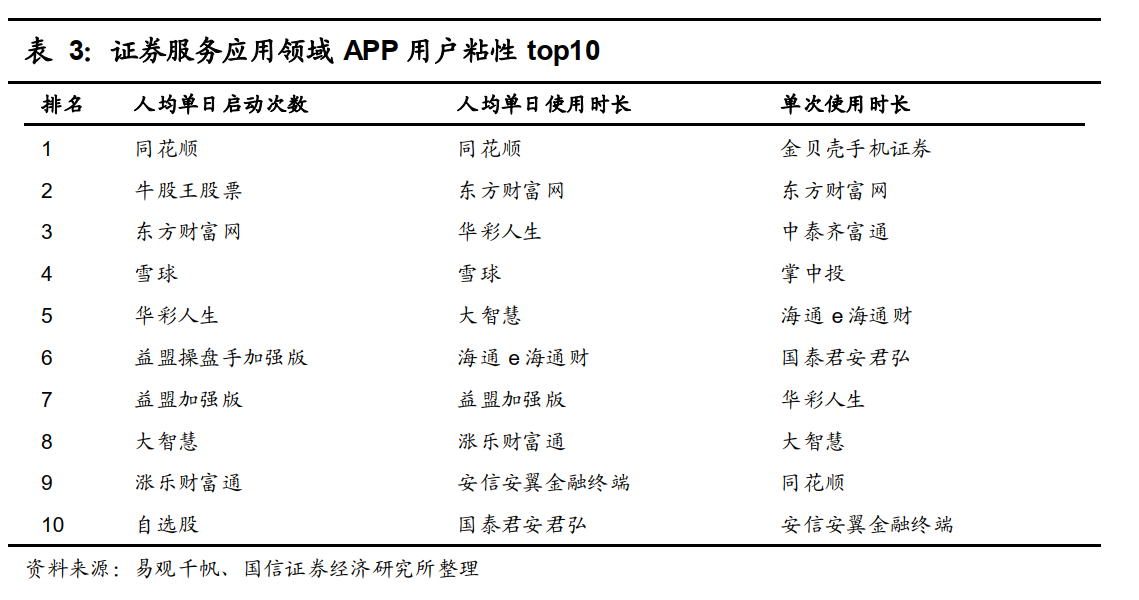 表 3：证券服务应用领域 APP 用户粘性 top10
排名 人均单日启动次数 人均单日使用时长 单次使用时长
1 同花顺 同花顺 金贝壳手机证券
2 牛股王股票 东方财富网 东方财富网
3 东方财富网 华彩人生 中泰齐富通
4 雪球 雪球 掌中投
5 华彩人生 大智慧 海通 e 海通财
6 益盟操盘手加强版 海通 e 海通财 国泰君安君弘
7 益盟加强版 益盟加强版 华彩人生
8 大智慧 涨乐财富通 大智慧
9 涨乐财富通 安信安翼金融终端 同花顺
10 自选股 国泰君安君弘 安信安翼金融终端
资料来源：易观千帆、国信证券经济研究所整理